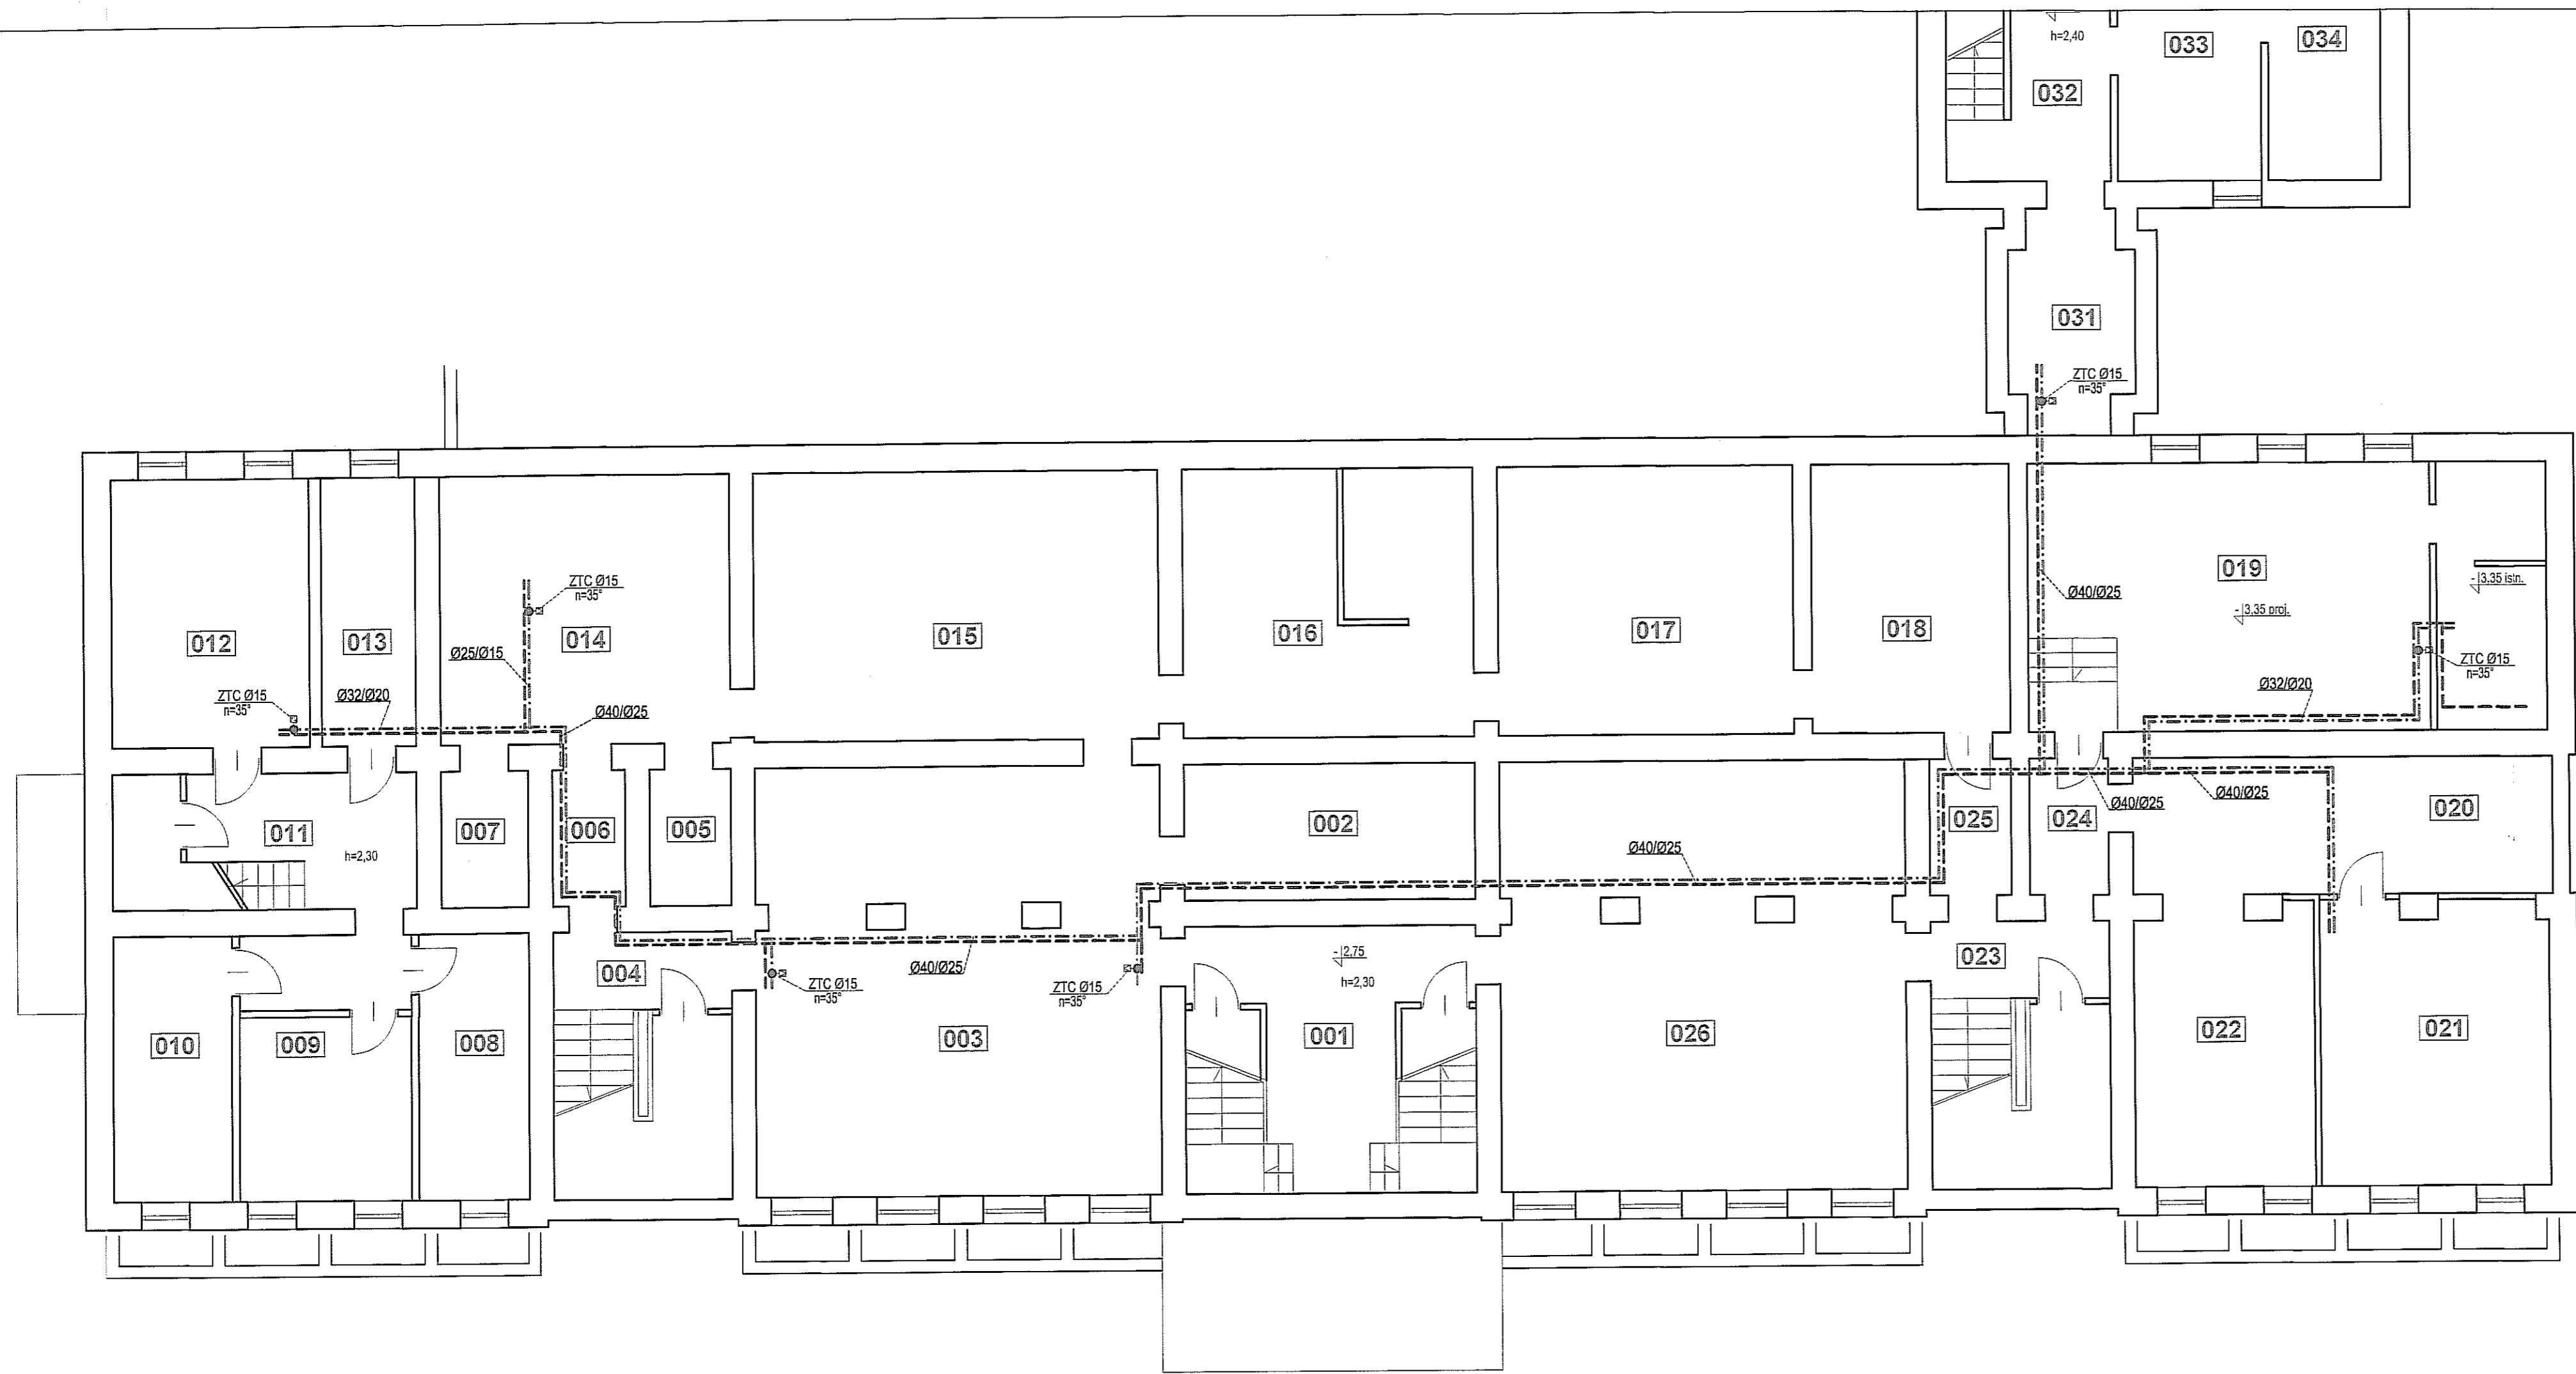 h=2,40
033
034
032
031
ZTC Ø15
n=35°
019
-3,35 istn.
-3,35 proj.
Ø40/Ø25
ZTC Ø15
n=35°
014
Ø25/Ø15
012
013
015
016
017
018
ZTC Ø15
n=35°
Ø32/Ø20
Ø40/Ø25
ZTC Ø15
n=35°
Ø32/Ø20
Ø40/Ø25
Ø40/Ø25
011
h=2,30
007
006
005
002
025
024
020
Ø40/Ø25
004
Ø40/Ø25
ZTC Ø15
n=35°
ZTC Ø15
n=35°
-2,75
h=2,30
023
010
009
008
003
001
026
022
021